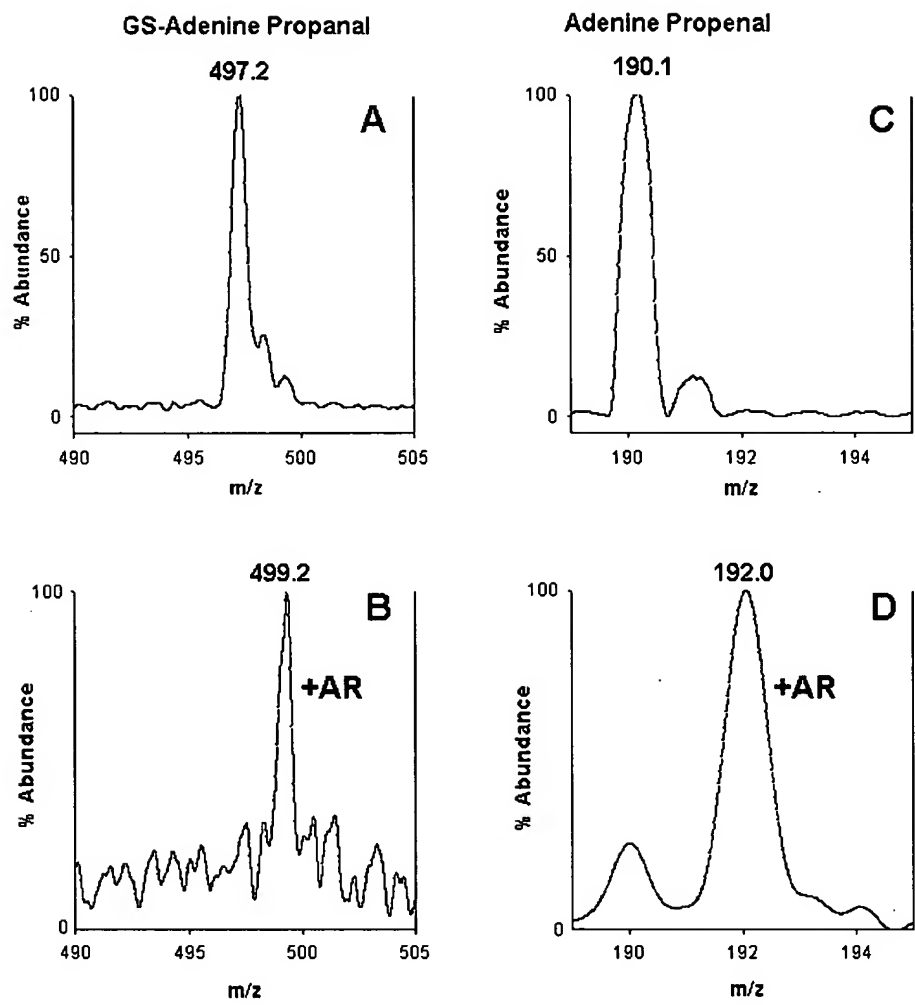 GS-Adenine Propanal
497.2
A
100
50
0
% Abundance
490 495 500 505
m/z
Adenine Propenal
190.1
C
100
50
0
% Abundance
190 192 194
m/z
499.2
B
+AR
100
0
% Abundance
490 495 500 505
m/z
192.0
D
+AR
100
0
% Abundance
190 192 194
m/z